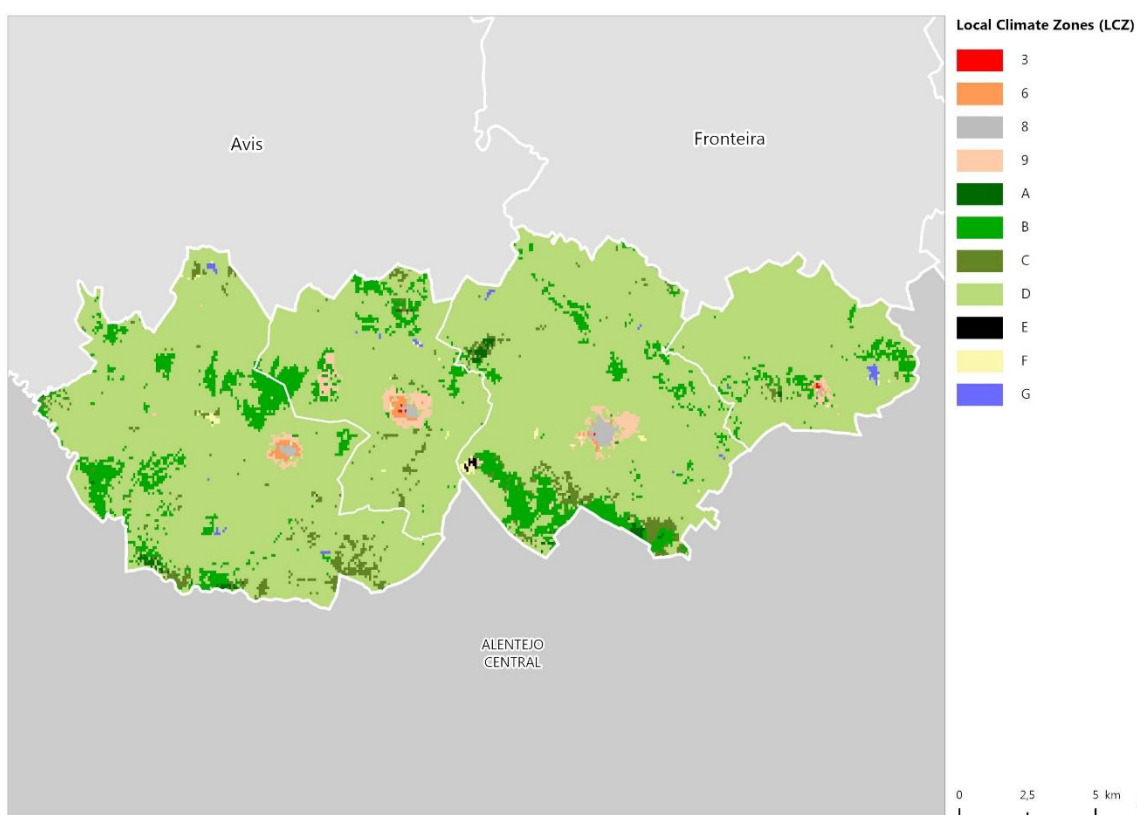 Local Climate Zones (LCZ)
3
6
8
9
A
B
C
D
E
F
G
Avis
Fronteira
ALENTEJO
CENTRAL
0 2,5 5 km